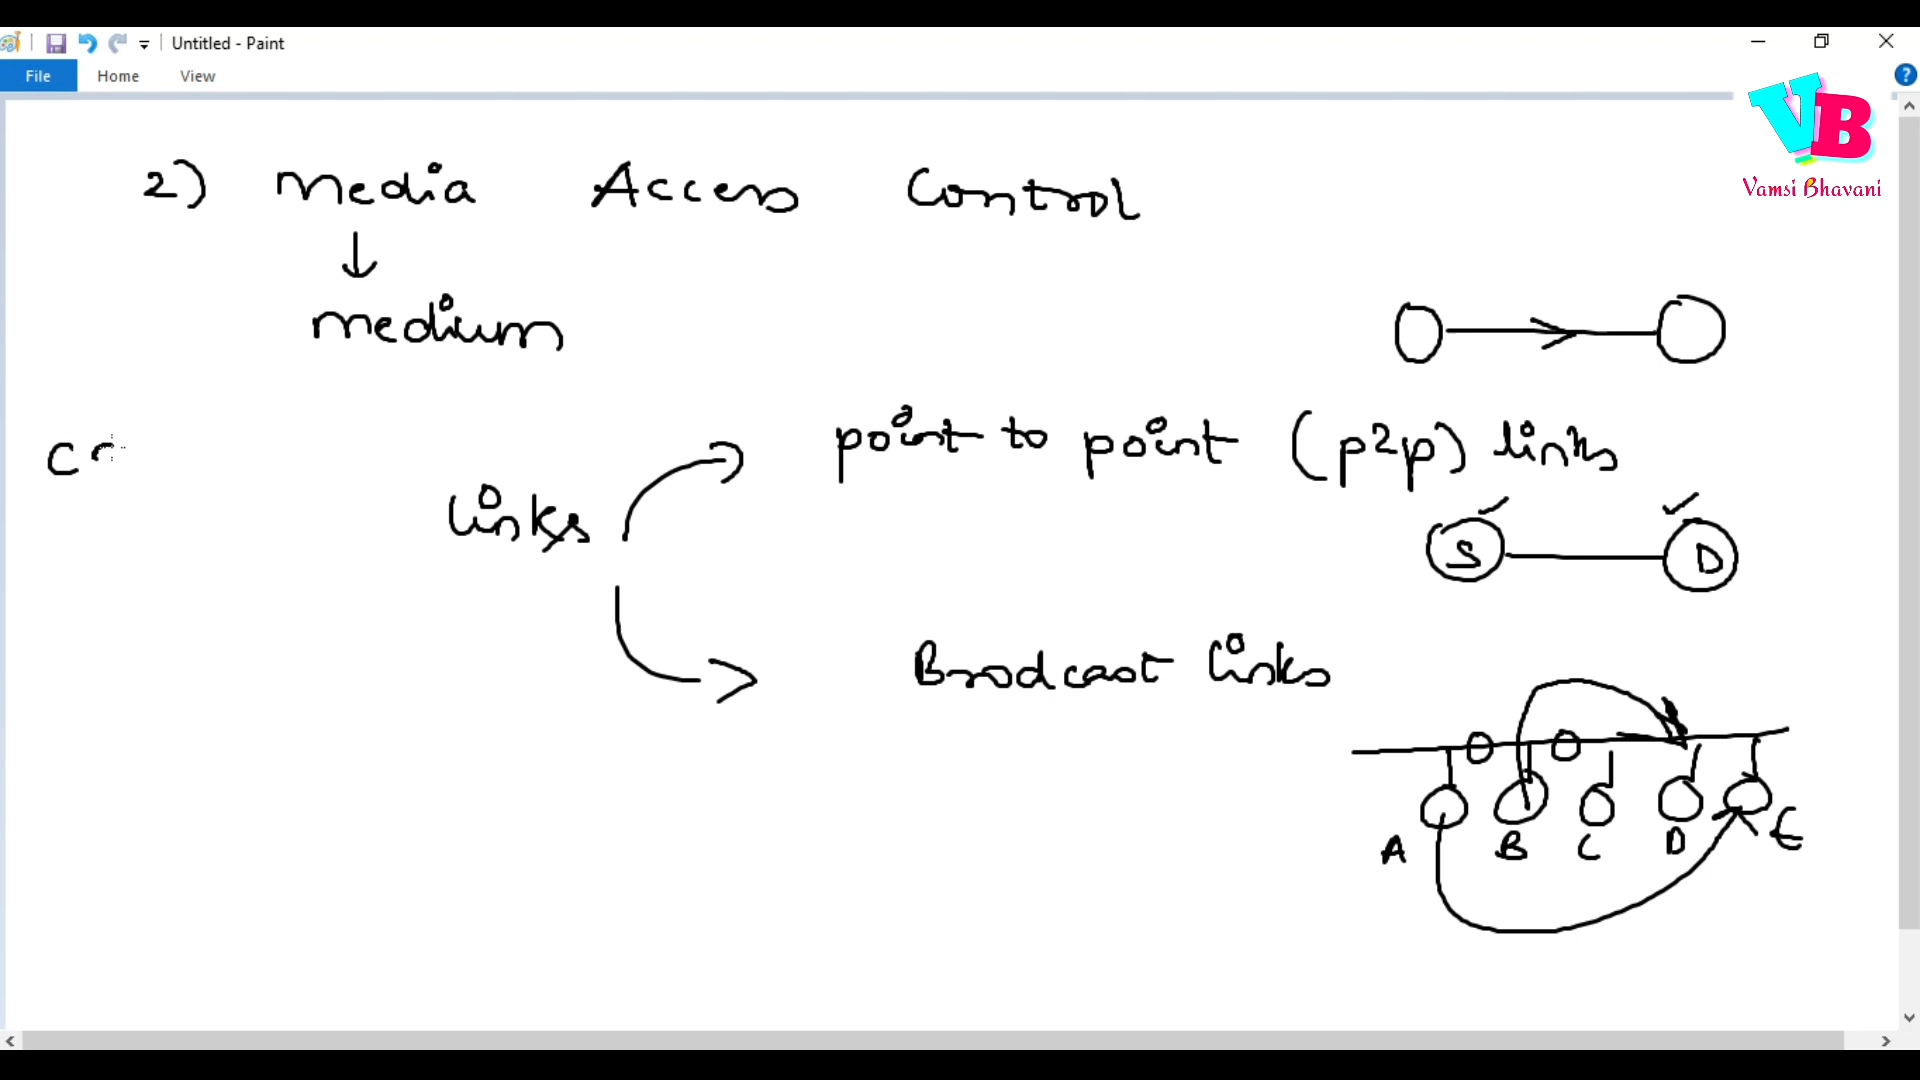 Untitled - Paint
File Home View
VB
Vamsi Bhavani
2) Media Access Control
medium
point to point (p2p) links
C
links
S D
Brodcast links
A B C D E